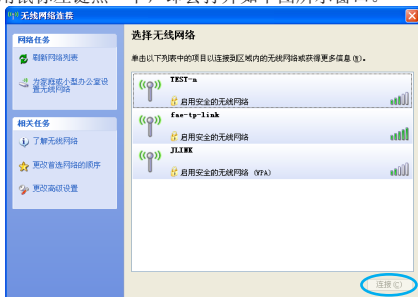 无线网络连接
网络任务
刷新网络列表
为家庭或小型办公室设
置无线网络
相关任务
了解无线网络
更改首选网络的顺序
更改高级设置
选择无线网络
单击以下列表中的项目以连接到区域内的无线网络或获得更多信息(W)。
TEST-n
启用安全的无线网络
fae-tp-link
启用安全的无线网络
JLINK
启用安全的无线网络 (WPA)
连接(C)